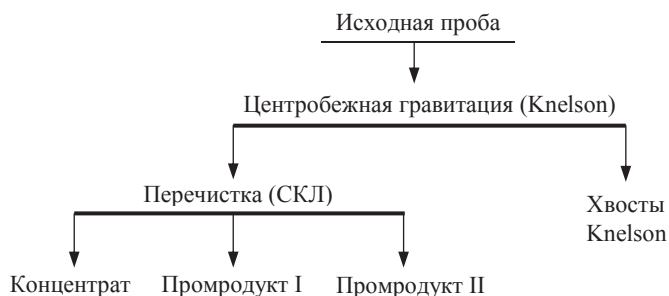 Исходная проба
Центробежная гравитация (Knelson)
Перечистка (СКЛ)
Хвосты
Knelson
Концентрат
Промродукт I
Промродукт II